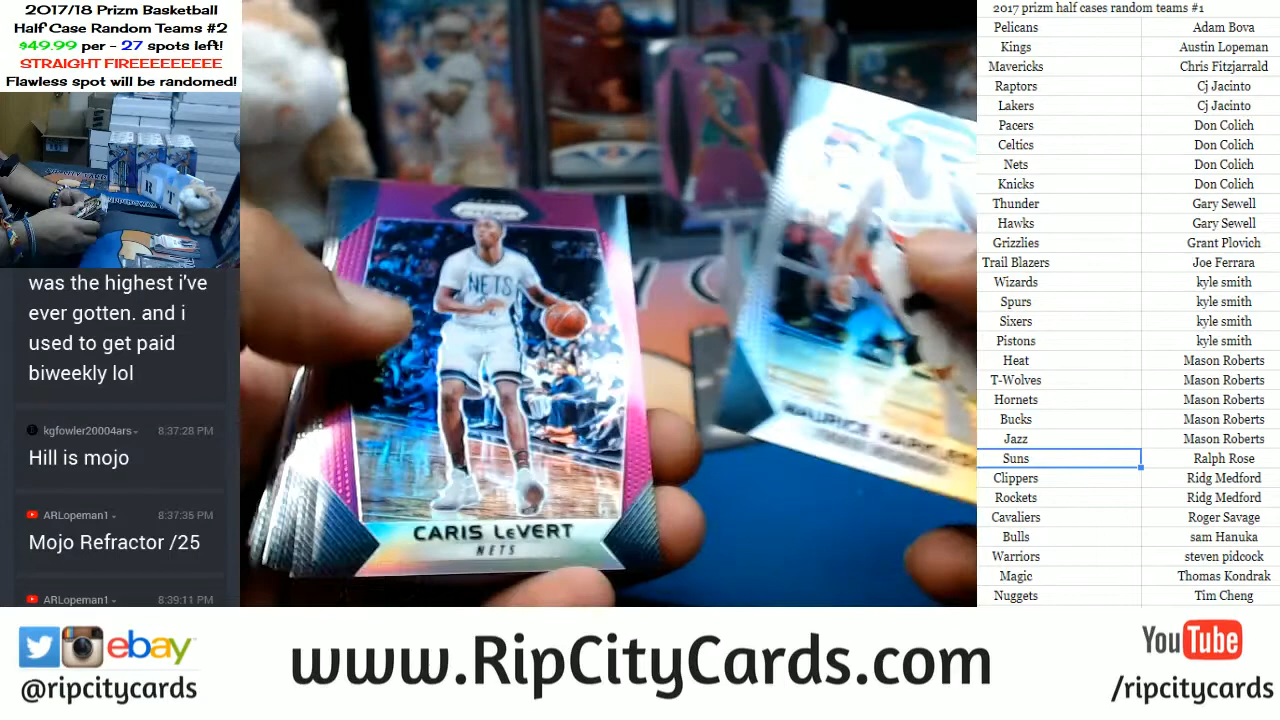 2017/18 Prizm Basketball
Half Case Random Teams #2
$49.99 per - 27 spots left!
STRAIGHT FIREEEEEEEEE
Flawless spot will be randomed!
was the highest i've
ever gotten. and i
used to get paid
biweekly lol
kgfowler20004ars 8:37:28 PM
Hill is mojo
ARLopeman1 8:37:35 PM
Mojo Refractor /25
ARLopeman1 8:39:11 PM
PRIZM
NETS
CARIS LEVERT
NETS
2017 prizm half cases random teams #1
Pelicans Adam Bova
Kings Austin Lopeman
Mavericks Chris Fitzjarrald
Raptors Cj Jacinto
Lakers Cj Jacinto
Pacers Don Colich
Celtics Don Colich
Nets Don Colich
Knicks Don Colich
Thunder Gary Sewell
Hawks Gary Sewell
Grizzlies Grant Plovich
Trail Blazers Joe Ferrara
Wizards kyle smith
Spurs kyle smith
Sixers kyle smith
Pistons kyle smith
Heat Mason Roberts
T-Wolves Mason Roberts
Hornets Mason Roberts
Bucks Mason Roberts
Jazz Mason Roberts
Suns Ralph Rose
Clippers Ridg Medford
Rockets Ridg Medford
Cavaliers Roger Savage
Bulls sam Hanuka
Warriors steven pidcock
Magic Thomas Kondrak
Nuggets Tim Cheng
ebay
@ripcitycards
www.RipCityCards.com
YouTube
/ripcitycards